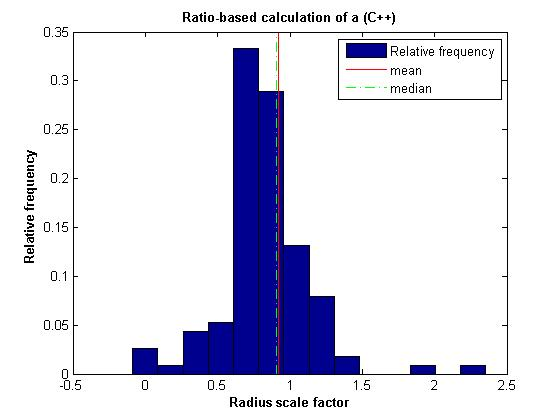 Ratio-based calculation of a (C++)
Relative frequency
mean
median
0.35
0.3
0.25
0.2
0.15
0.1
0.05
0
Relative frequency
-0.5
0
0.5
1
1.5
2
2.5
Radius scale factor